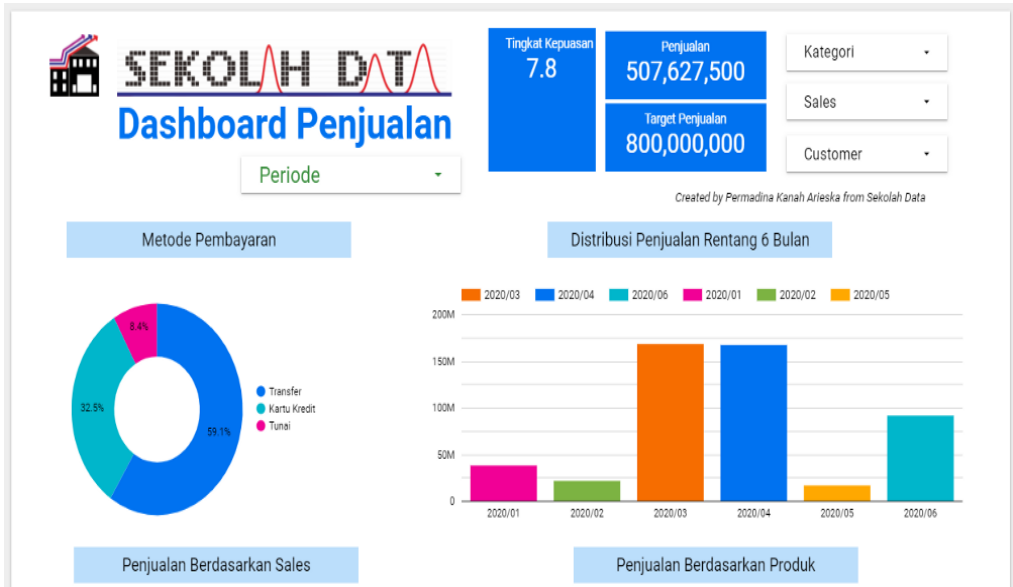 SEKOLAH DATA
Dashboard Penjualan
Periode
Tingkat Kepuasan
7.8
Penjualan
507,627,500
Target Penjualan
800,000,000
Kategori
Sales
Customer
Created by Permadina Kanah Arieska from Sekolah Data
Metode Pembayaran
8.4%
32.5%
59.1%
Transfer
Kartu Kredit
Tunai
Distribusi Penjualan Rentang 6 Bulan
2020/03 2020/04 2020/06 2020/01 2020/02 2020/05
200M
150M
100M
50M
0
2020/01 2020/02 2020/03 2020/04 2020/05 2020/06
Penjualan Berdasarkan Sales
Penjualan Berdasarkan Produk